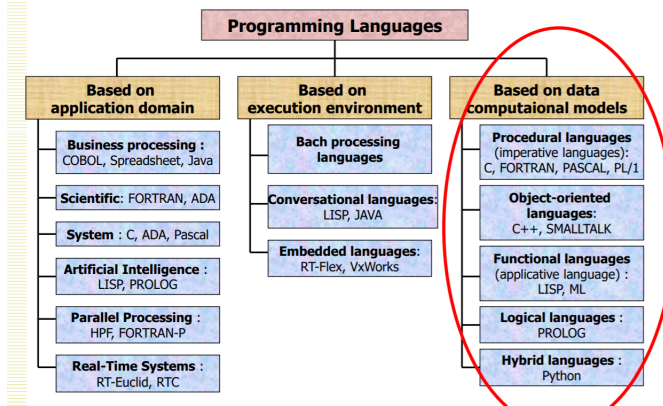 Programming Languages
Based on
application domain
Business processing :
COBOL, Spreadsheet, Java
Scientific: FORTRAN, ADA
System : C, ADA, Pascal
Artificial Intelligence :
LISP, PROLOG
Parallel Processing :
HPF, FORTRAN-P
Real-Time Systems :
RT-Euclid, RTC
Based on
execution environment
Bach processing
languages
Conversational languages:
LISP, JAVA
Embedded languages:
RT-Flex, VxWorks
Based on data
computaional models
Procedural languages
(imperative languages):
C, FORTRAN, PASCAL, PL/1
Object-oriented
languages:
C++, SMALLTALK
Functional languages
(applicative language) :
LISP, ML
Logical languages :
PROLOG
Hybrid languages :
Python